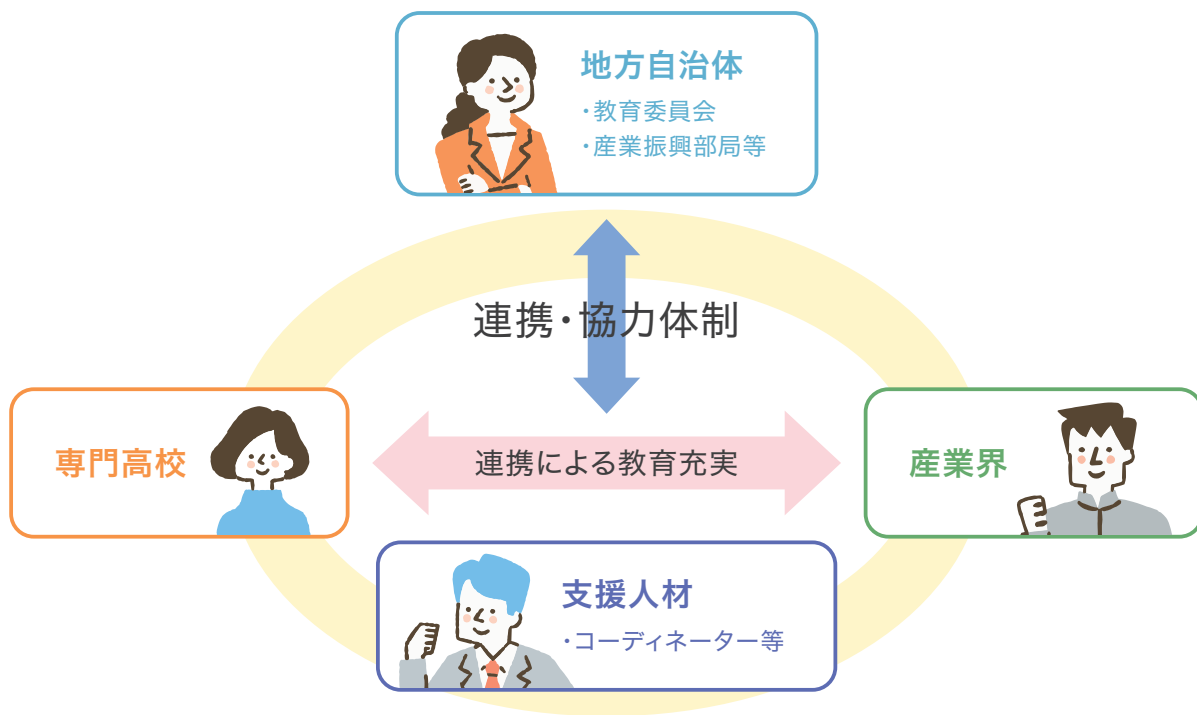 地方自治体
・教育委員会
・産業振興部局等
連携・協力体制
専門高校
連携による教育充実
産業界
支援人材
・コーディネーター等